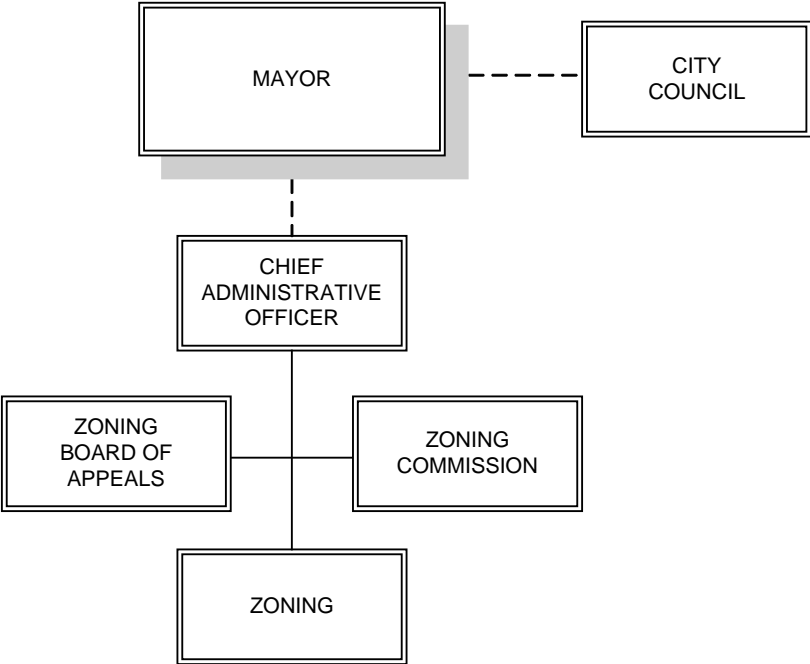 MAYOR
CITY
COUNCIL
CHIEF
ADMINISTRATIVE
OFFICER
ZONING
BOARD OF
APPEALS
ZONING
COMMISSION
ZONING